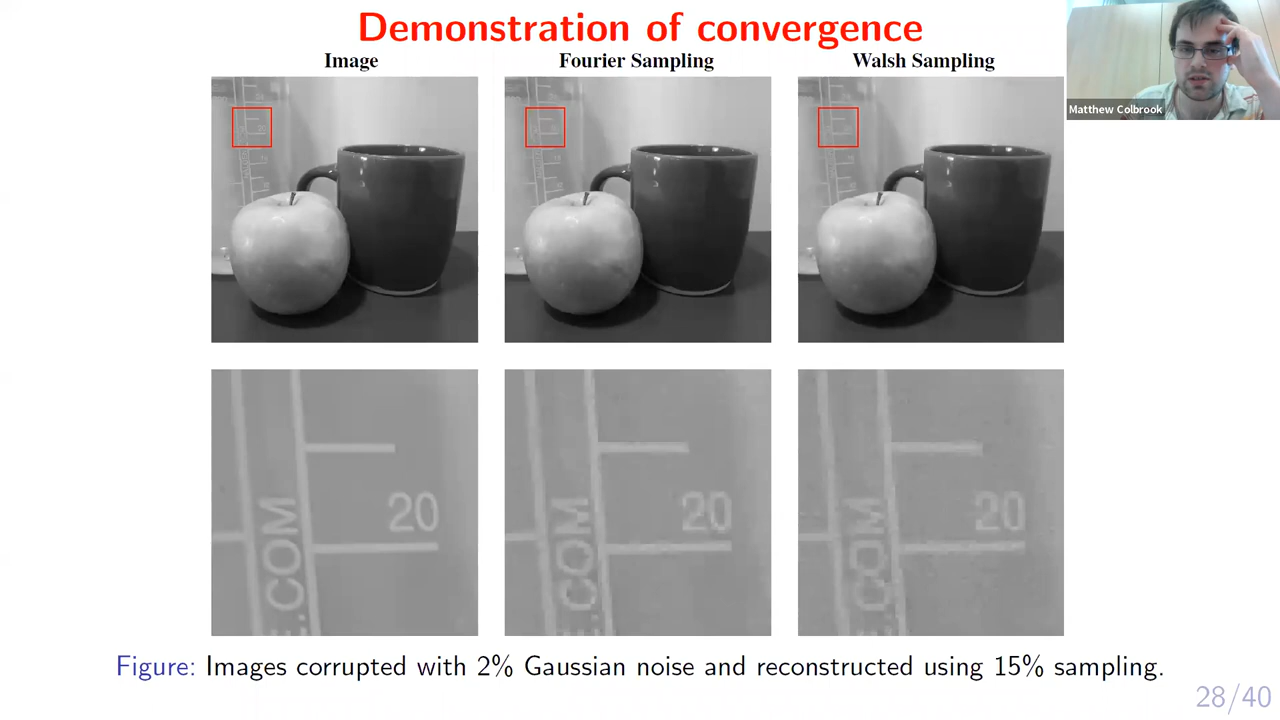 Demonstration of convergence
Image
Fourier Sampling
Walsh Sampling
Matthew Colbrook
20
.COM
20
.COM
20
.COM
Figure: Images corrupted with 2% Gaussian noise and reconstructed using 15% sampling.
28/40